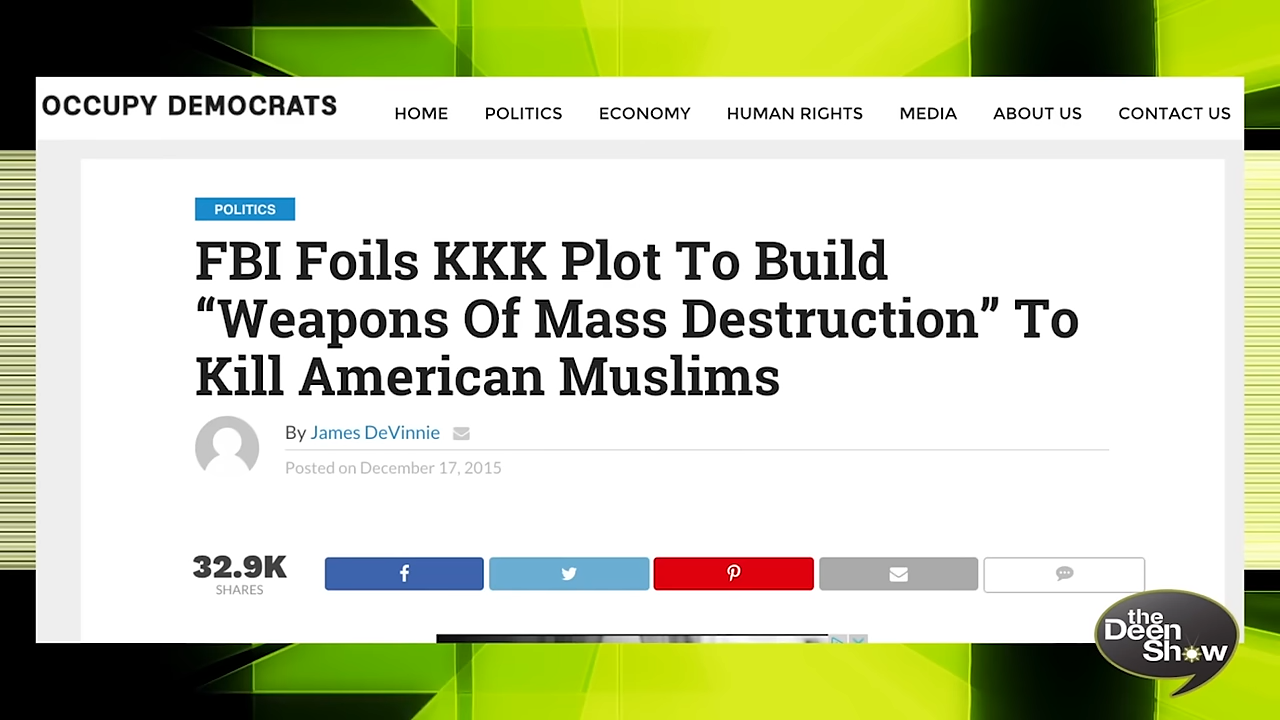 OCCUPY DEMOCRATS HOME POLITICS ECONOMY HUMAN RIGHTS MEDIA ABOUT US CONTACT US
POLITICS
FBI Foils KKK Plot To Build
“Weapons Of Mass Destruction” To
Kill American Muslims
By James DeVinnie
Posted on December 17, 2015
32.9K
SHARES
the
Deen
Show